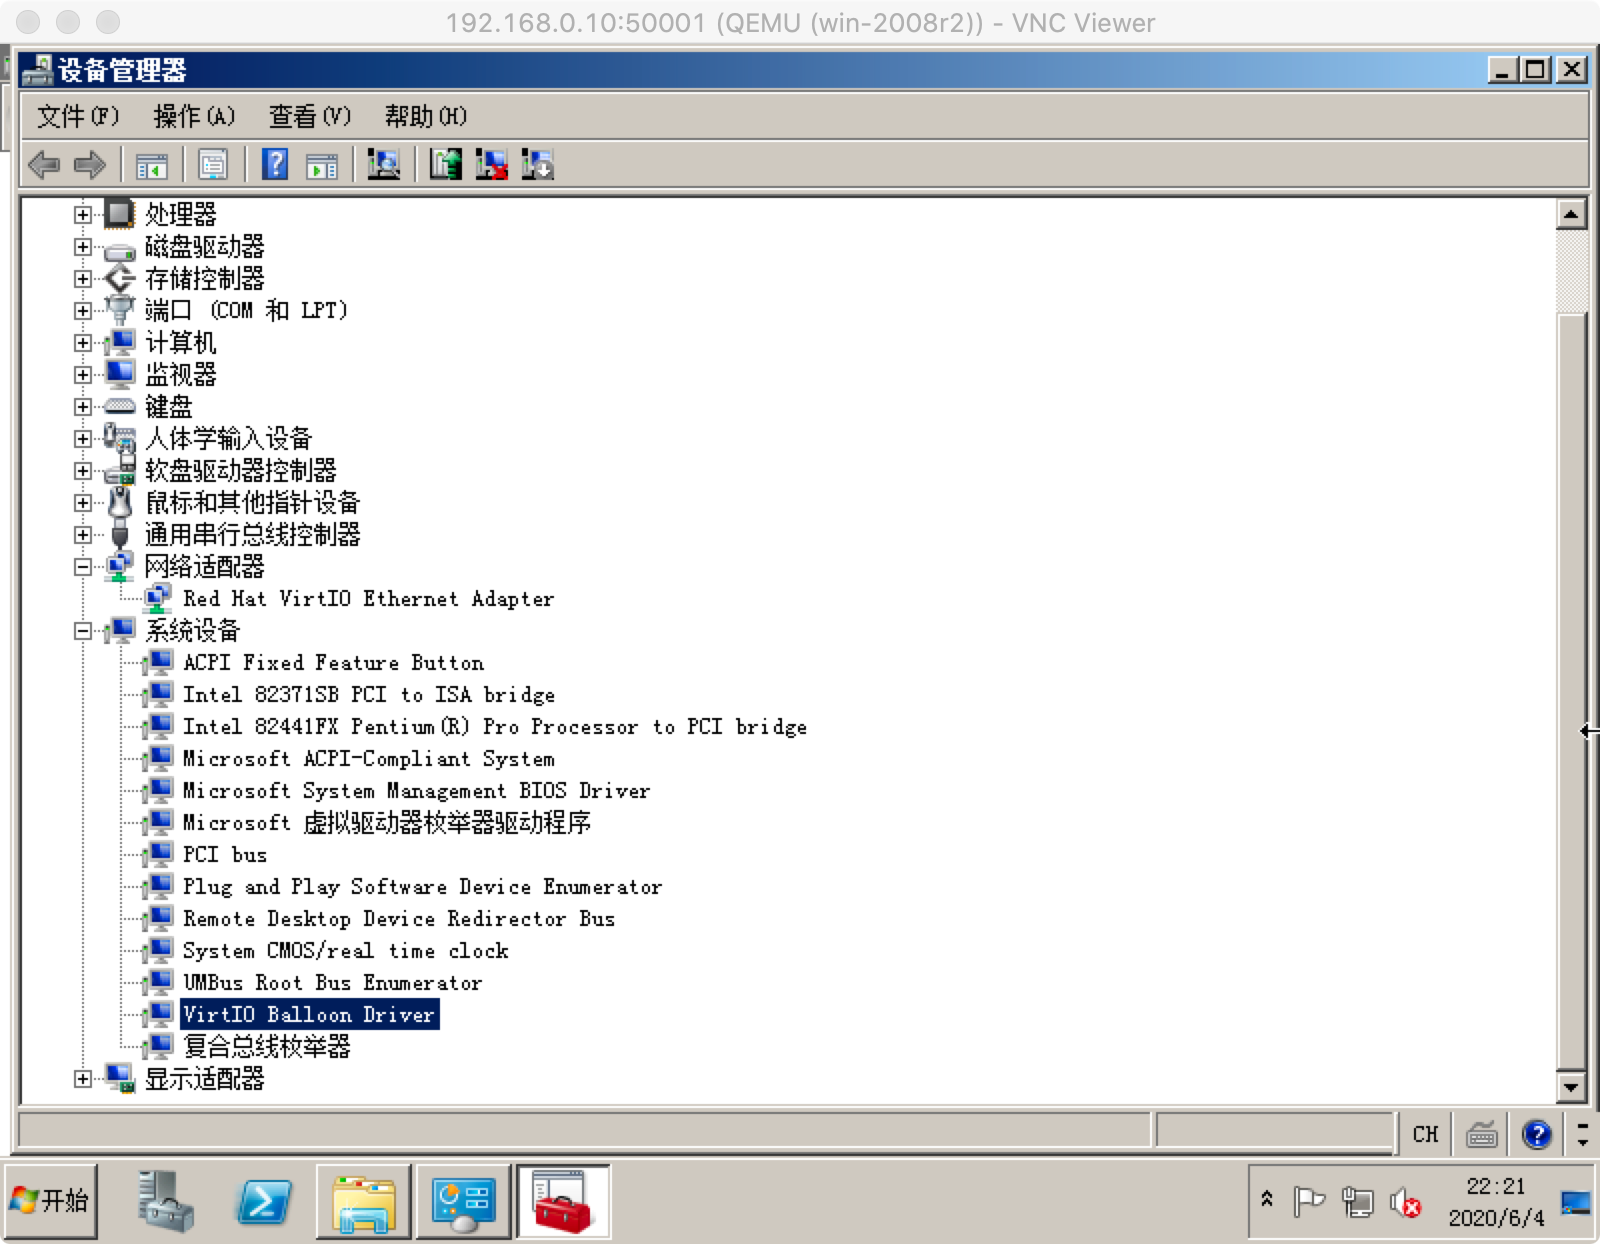 192.168.0.10:50001 (QEMU (win-2008r2)) - VNC Viewer
设备管理器
文件(F) 操作(A) 查看(V) 帮助(H)
处理器
磁盘驱动器
存储控制器
端口 (COM 和 LPT)
计算机
监视器
键盘
人体学输入设备
软盘驱动器控制器
鼠标和其他指针设备
通用串行总线控制器
网络适配器
Red Hat VirtIO Ethernet Adapter
系统设备
ACPI Fixed Feature Button
Intel 82371SB PCI to ISA bridge
Intel 82441FX Pentium(R) Pro Processor to PCI bridge
Microsoft ACPI-Compliant System
Microsoft System Management BIOS Driver
Microsoft 虚拟驱动器枚举器驱动程序
PCI bus
Plug and Play Software Device Enumerator
Remote Desktop Device Redirector Bus
System CMOS/real time clock
UMBus Root Bus Enumerator
VirtIO Balloon Driver
复合总线枚举器
显示适配器
CH
开始
22:21
2020/6/4